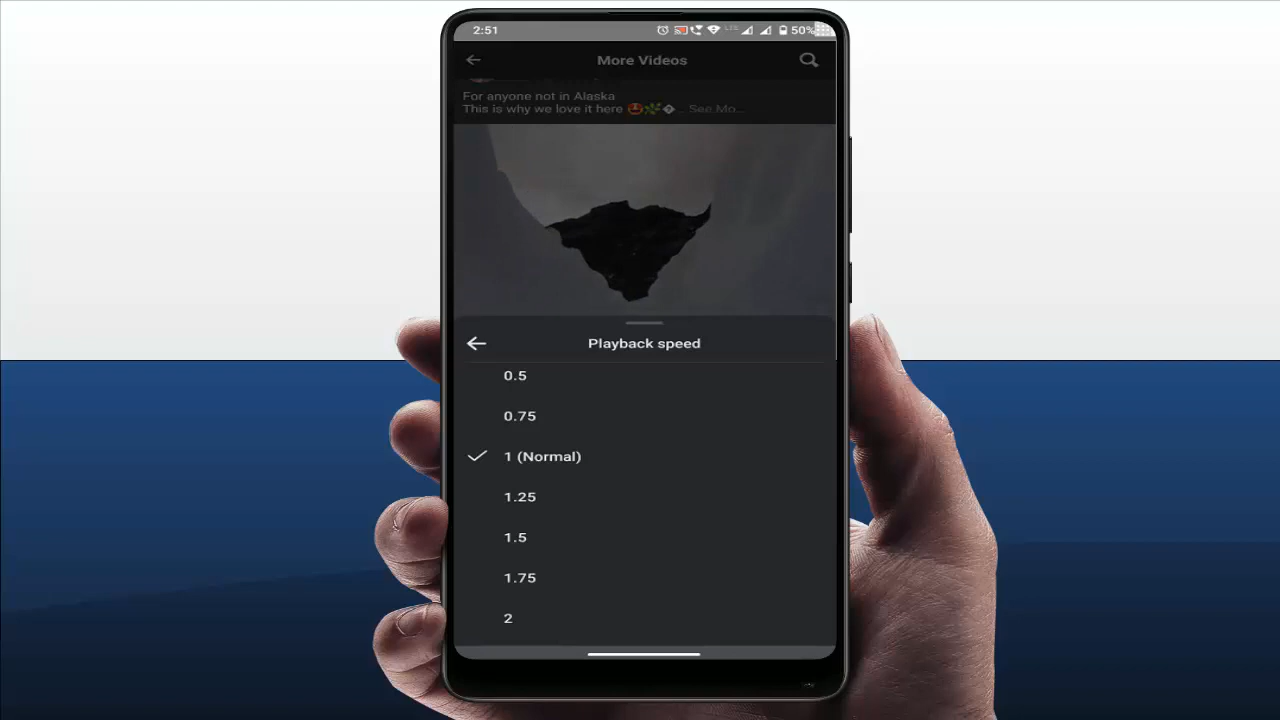 2:51
LTE
50%
More Videos
For anyone not in Alaska
This is why we love it here 🎃🌿� .. See Mo...
Playback speed
0.5
0.75
1 (Normal)
1.25
1.5
1.75
2